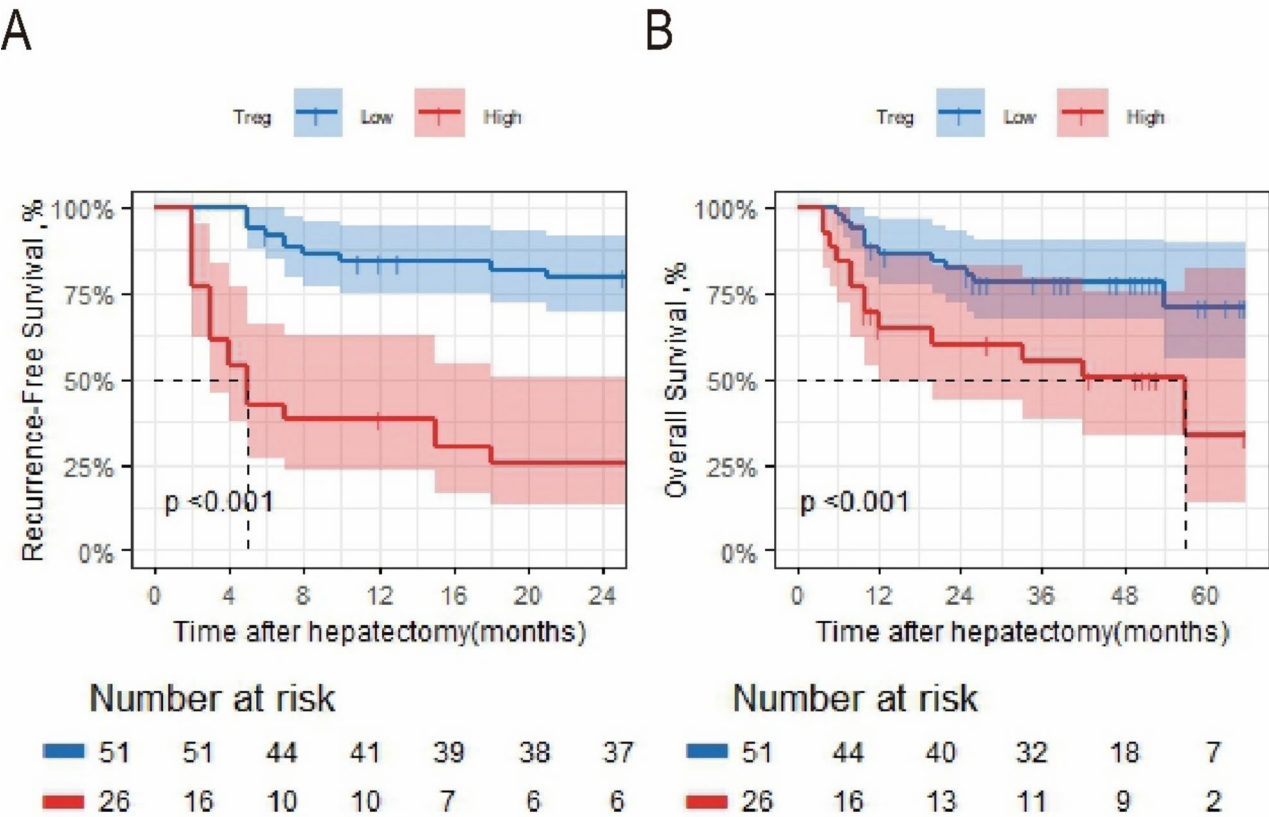 A
B
Treg Low High
Treg Low High
Recurrence-Free Survival ,%
100%
75%
50%
25%
0%
p <0.001
0 4 8 12 16 20 24
Time after hepatectomy(months)
Overall Survival ,%
100%
75%
50%
25%
0%
p <0.001
0 12 24 36 48 60
Time after hepatectomy(months)
Number at risk
51 51 44 41 39 38 37
26 16 10 10 7 6 6
Number at risk
51 44 40 32 18 7
26 16 13 11 9 2